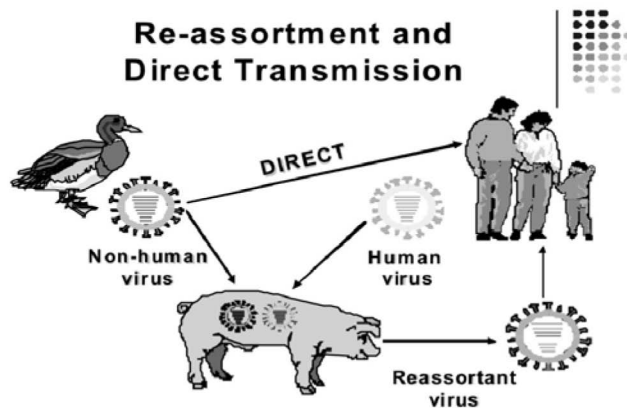 Re-assortment and
Direct Transmission
DIRECT
Non-human
virus
Human
virus
Reassortant
virus